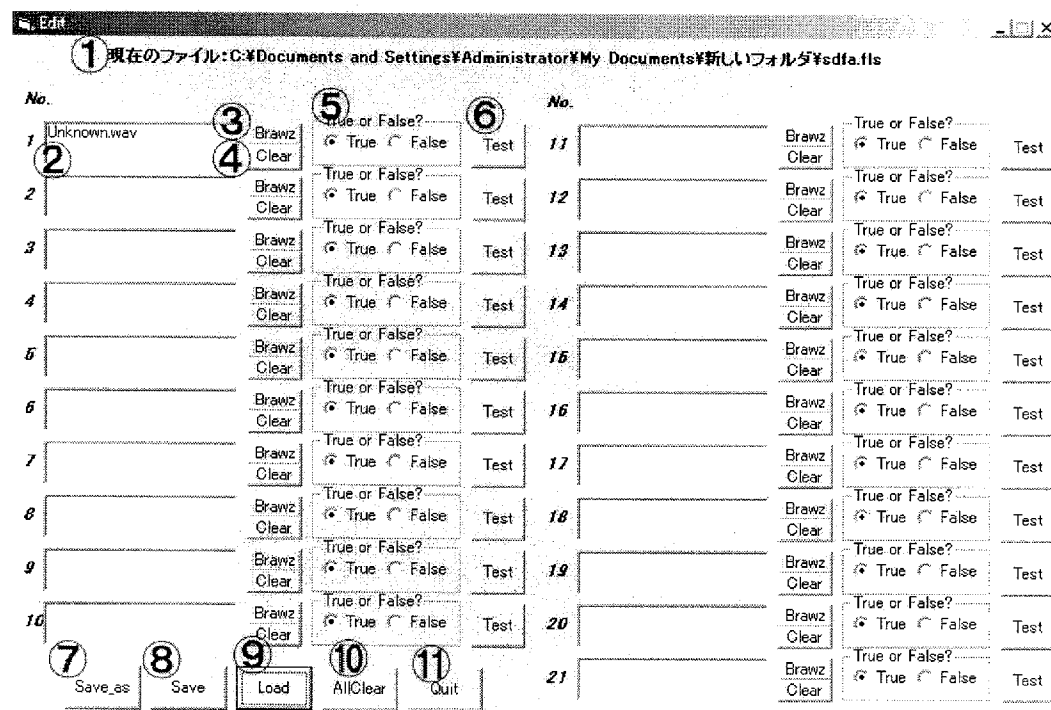 Edit
①現在のファイル:C:¥Documents and Settings¥Administrator¥My Documents¥新しいフォルダ¥sdfa.fls
No.
1 Unknown.wav ② ③ Brawz ④ Clear ⑤ True or False? True False ⑥ Test
2 Brawz Clear True or False? True False Test
3 Brawz Clear True or False? True False Test
4 Brawz Clear True or False? True False Test
5 Brawz Clear True or False? True False Test
6 Brawz Clear True or False? True False Test
7 Brawz Clear True or False? True False Test
8 Brawz Clear True or False? True False Test
9 Brawz Clear True or False? True False Test
10 Brawz Clear True or False? True False Test
No.
11 Brawz Clear True or False? True False Test
12 Brawz Clear True or False? True False Test
13 Brawz Clear True or False? True False Test
14 Brawz Clear True or False? True False Test
15 Brawz Clear True or False? True False Test
16 Brawz Clear True or False? True False Test
17 Brawz Clear True or False? True False Test
18 Brawz Clear True or False? True False Test
19 Brawz Clear True or False? True False Test
20 Brawz Clear True or False? True False Test
21 Brawz Clear True or False? True False Test
⑦ Save_as ⑧ Save ⑨ Load ⑩ AllClear ⑪ Quit